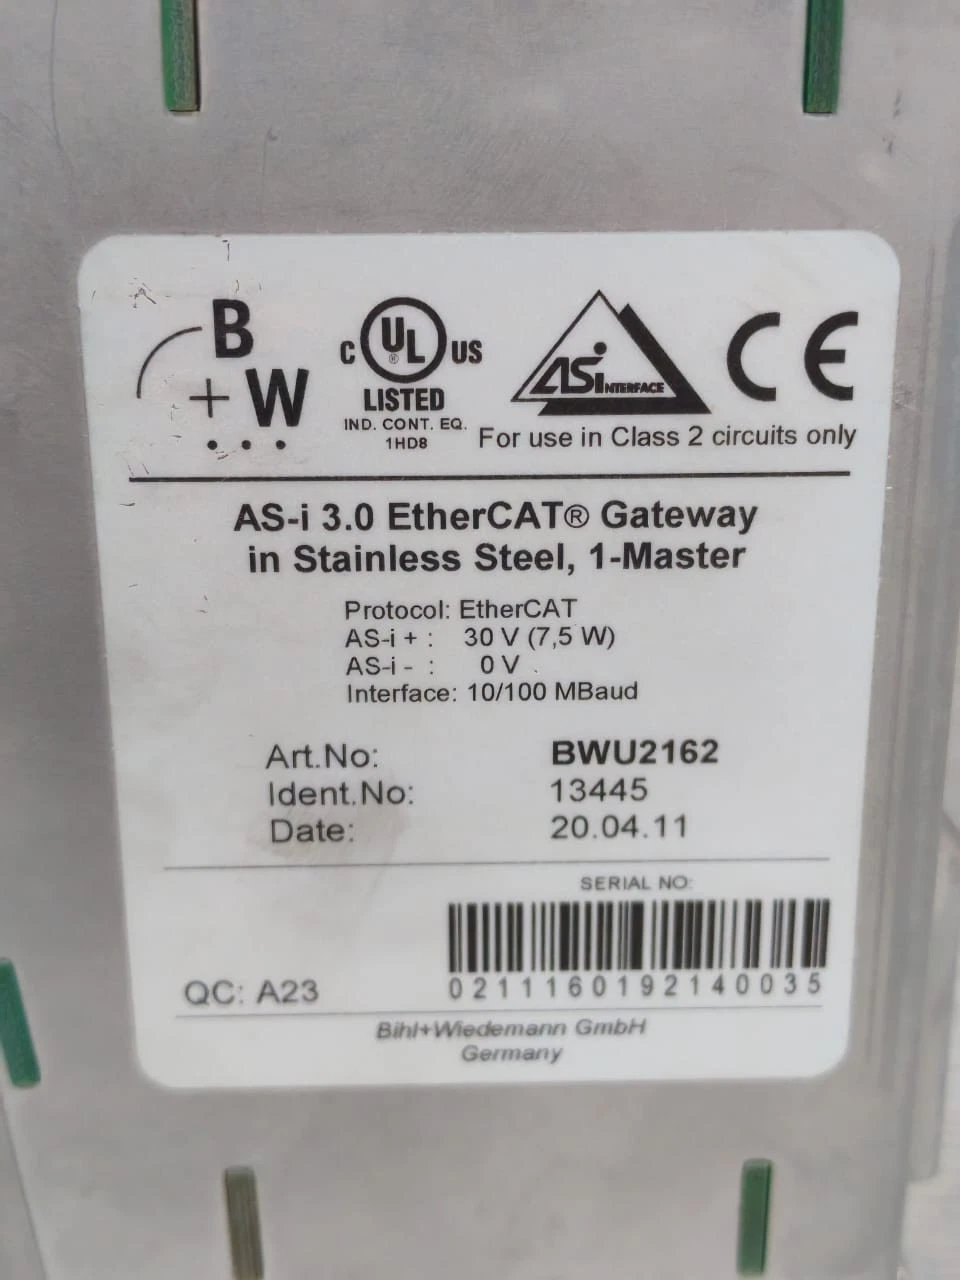 B
+W
C UL® US
LISTED
IND. CONT. EQ.
1HD8
ASi INTERFACE
CE
For use in Class 2 circuits only
AS-i 3.0 EtherCAT® Gateway
in Stainless Steel, 1-Master
Protocol: EtherCAT
AS-i + : 30 V (7,5 W)
AS-i - : 0 V
Interface: 10/100 MBaud
Art.No: BWU2162
Ident.No: 13445
Date: 20.04.11
SERIAL NO:
0211160192140035
QC: A23
Bihl+Wiedemann GmbH
Germany